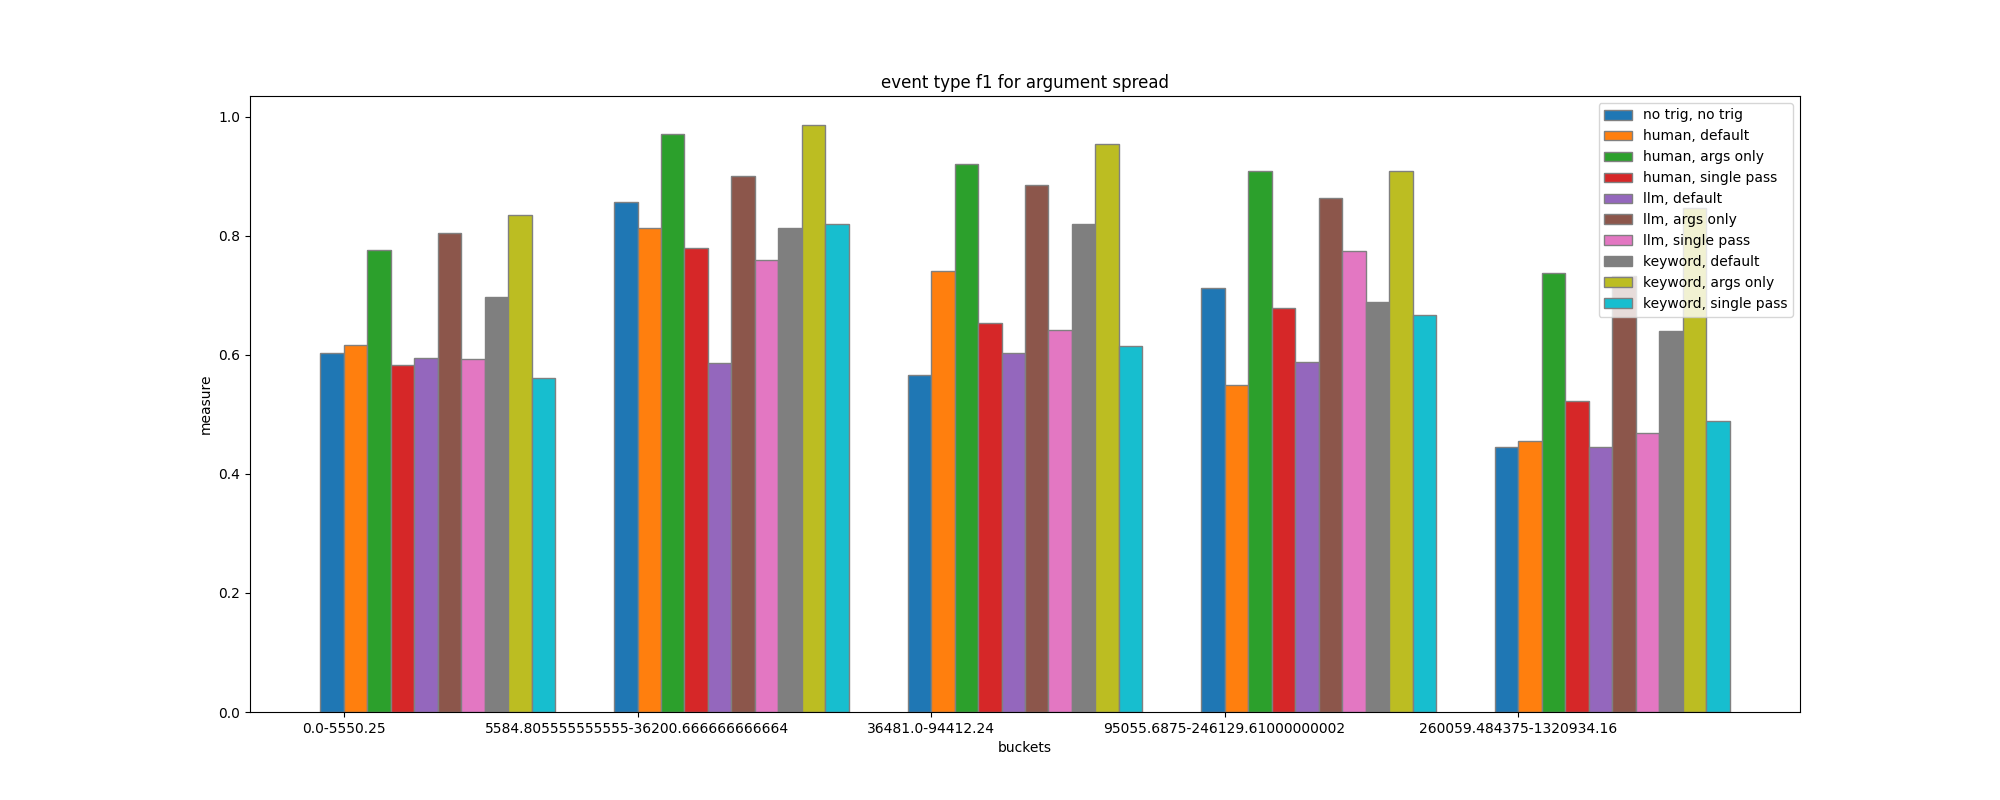 event type f1 for argument spread
1.0
0.8
0.6
0.4
0.2
0.0
measure
no trig, no trig
human, default
human, args only
human, single pass
llm, default
llm, args only
llm, single pass
keyword, default
keyword, args only
keyword, single pass
0.0-5550.25
5584.805555555555-36200.666666666664
36481.0-94412.24
95055.6875-246129.61000000002
260059.484375-1320934.16
buckets